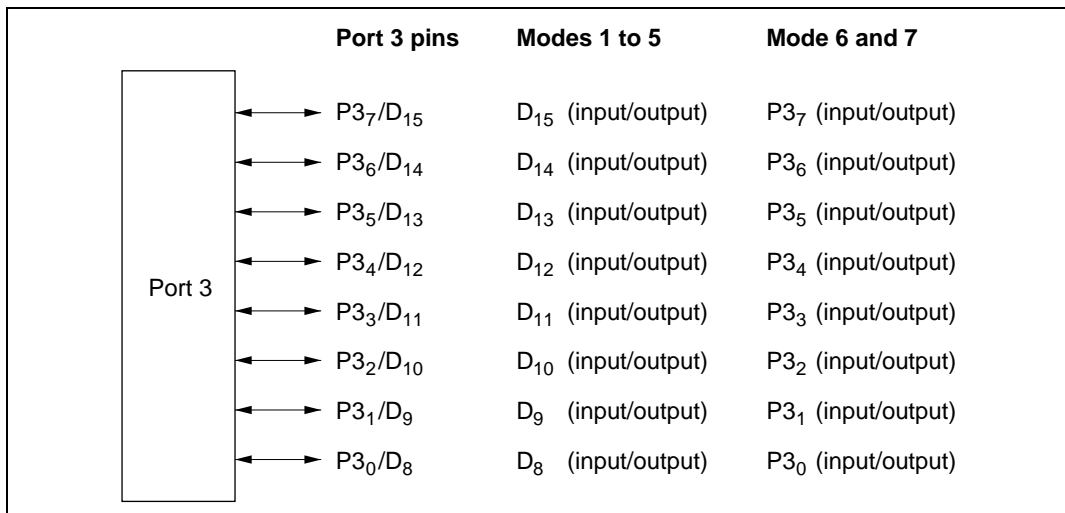 Port 3 pins Modes 1 to 5 Mode 6 and 7
P3₇/D₁₅ D₁₅ (input/output) P3₇ (input/output)
P3₆/D₁₄ D₁₄ (input/output) P3₆ (input/output)
P3₅/D₁₃ D₁₃ (input/output) P3₅ (input/output)
P3₄/D₁₂ D₁₂ (input/output) P3₄ (input/output)
Port 3
P3₃/D₁₁ D₁₁ (input/output) P3₃ (input/output)
P3₂/D₁₀ D₁₀ (input/output) P3₂ (input/output)
P3₁/D₉ D₉ (input/output) P3₁ (input/output)
P3₀/D₈ D₈ (input/output) P3₀ (input/output)